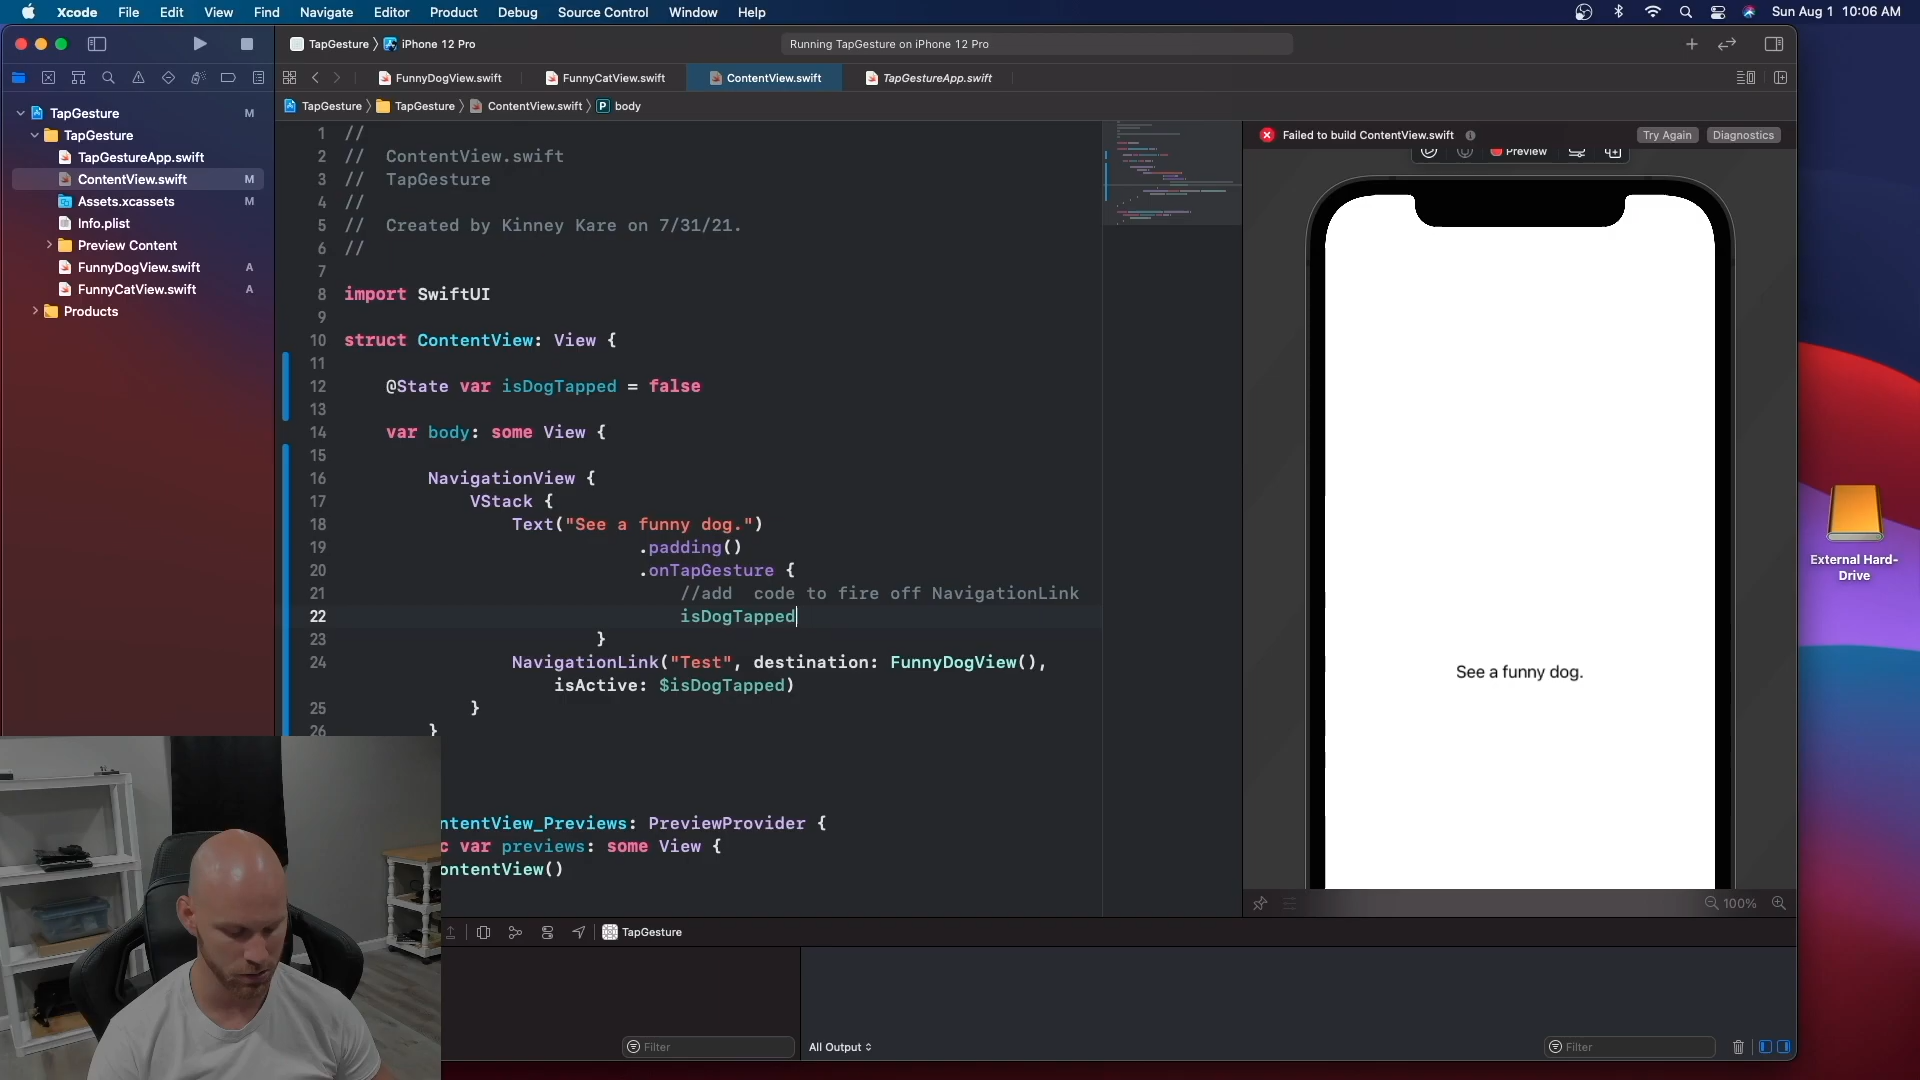 Xcode File Edit View Find Navigate Editor Product Debug Source Control Window Help Sun Aug 1 10:06 AM
TapGesture iPhone 12 Pro Running TapGesture on iPhone 12 Pro
FunnyDogView.swift FunnyCatView.swift ContentView.swift TapGestureApp.swift
TapGesture TapGesture ContentView.swift P body
TapGesture M
TapGesture
TapGestureApp.swift
ContentView.swift M
Assets.xcassets M
Info.plist
Preview Content
FunnyDogView.swift A
FunnyCatView.swift A
Products
1 //
2 // ContentView.swift
3 // TapGesture
4 //
5 // Created by Kinney Kare on 7/31/21.
6 //
7
8 import SwiftUI
9
10 struct ContentView: View {
11
12 @State var isDogTapped = false
13
14 var body: some View {
15
16 NavigationView {
17 VStack {
18 Text("See a funny dog.")
19 .padding()
20 .onTapGesture {
21 //add  code to fire off NavigationLink
22 isDogTapped
23 }
24 NavigationLink("Test", destination: FunnyDogView(),
isActive: $isDogTapped)
25 }
26 }
ntentView_Previews: PreviewProvider {
c var previews: some View {
ontentView()
Failed to build ContentView.swift Try Again Diagnostics
Preview
See a funny dog.
100%
External Hard-
Drive
TapGesture
Filter All Output Filter